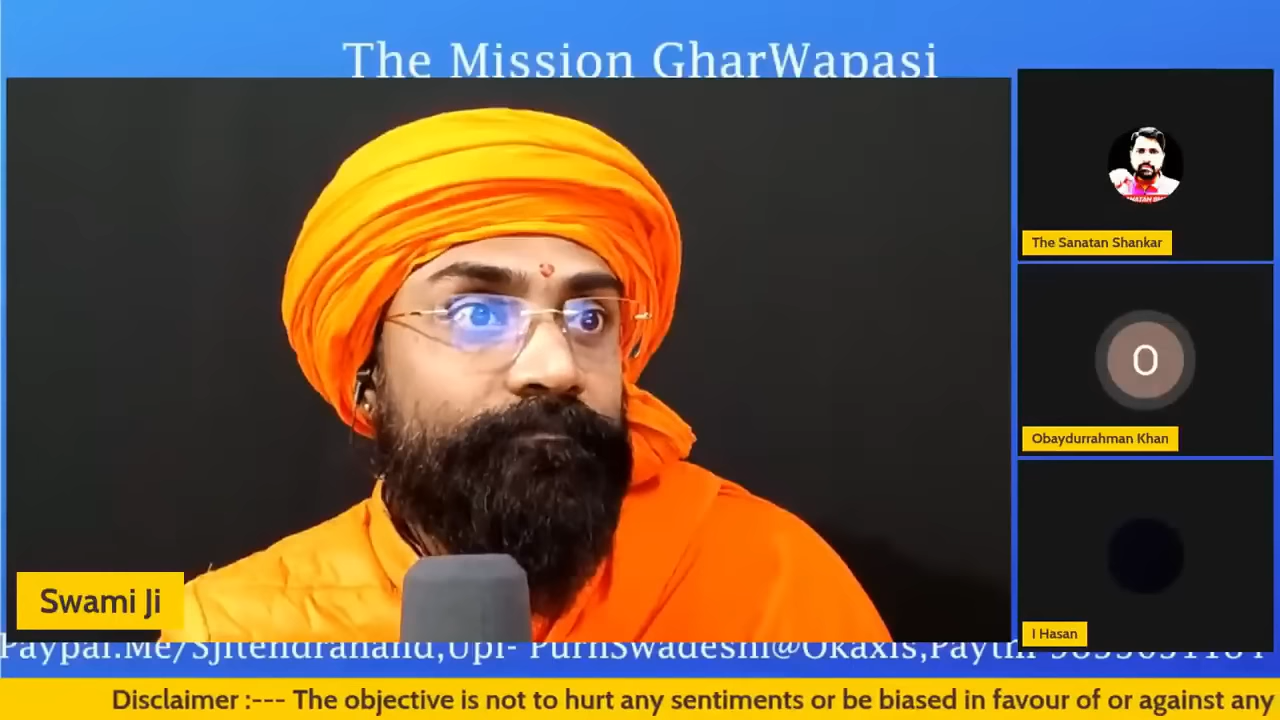 The Mission GharWapasi
The Sanatan Shankar
O
Obaydurrahman Khan
I Hasan
Swami Ji
Disclaimer :--- The objective is not to hurt any sentiments or be biased in favour of or against any